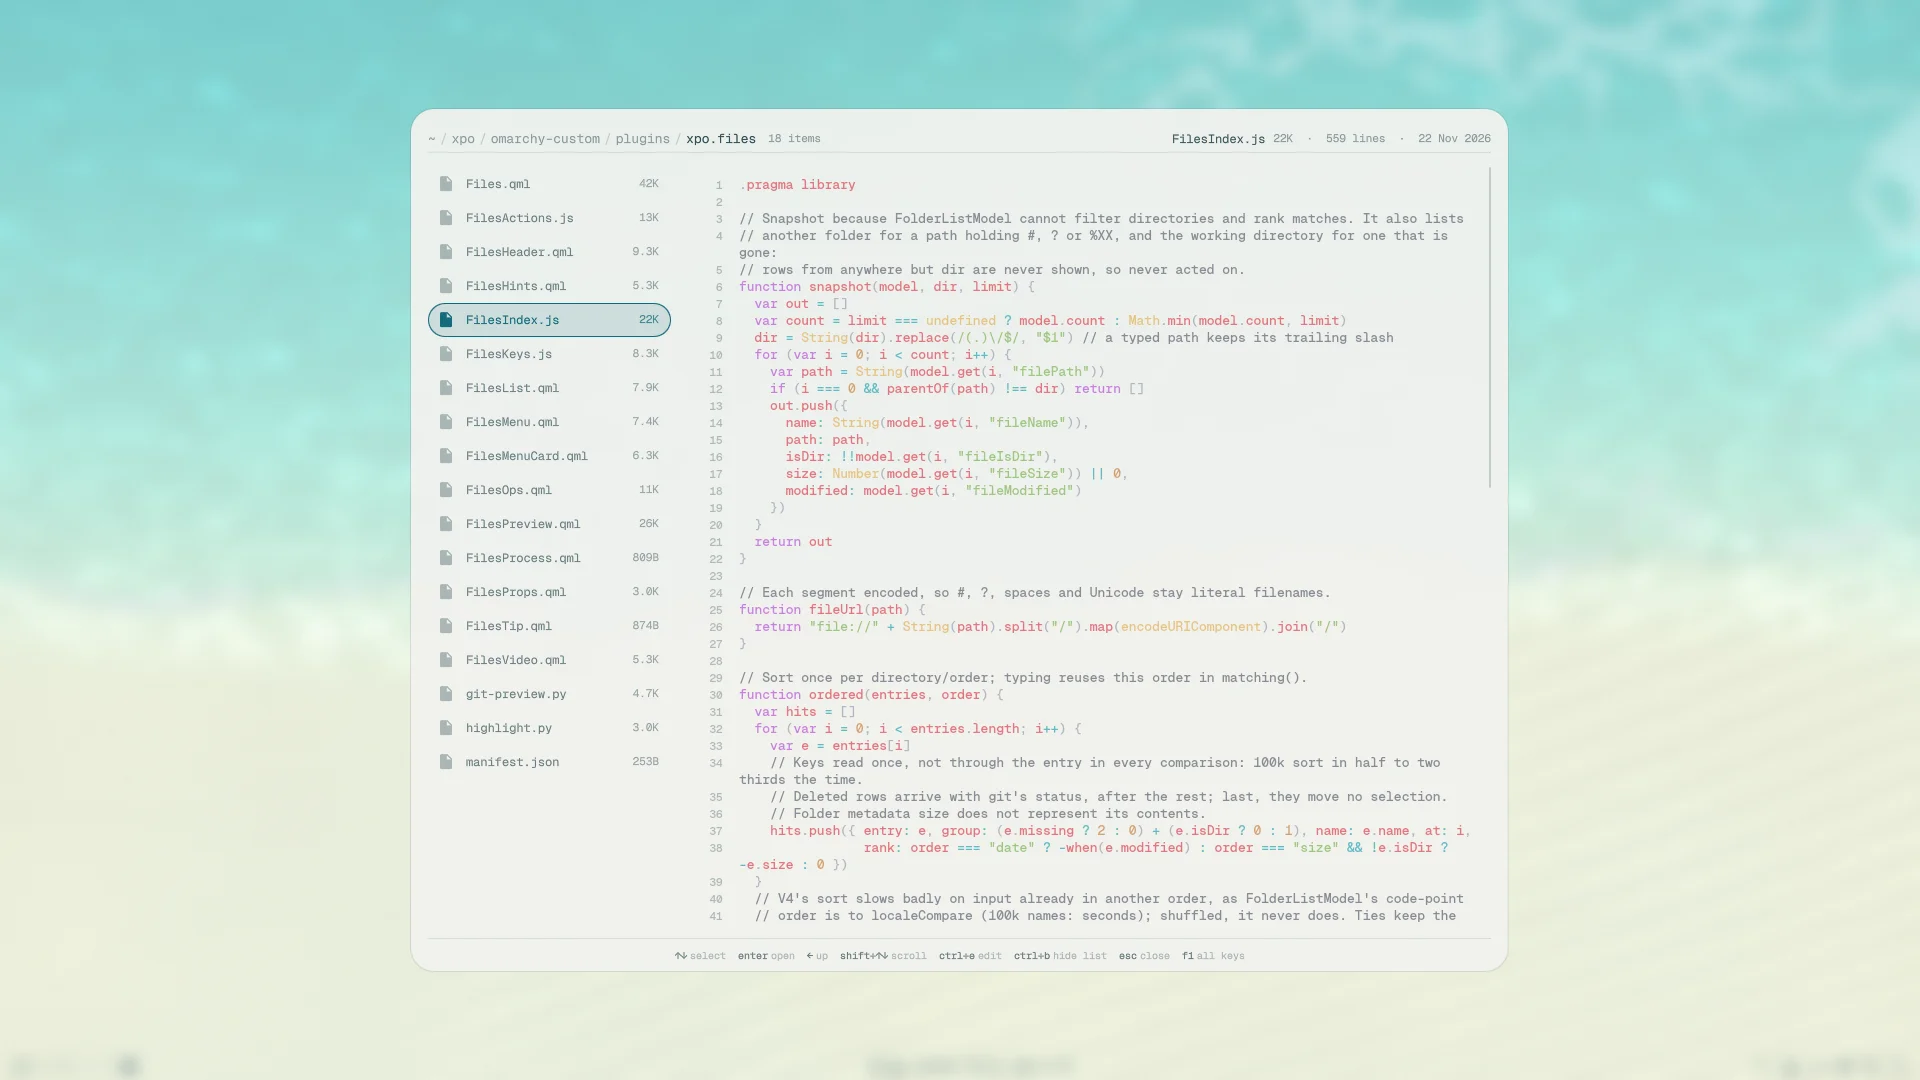 ~ / xpo / omarchy-custom / plugins / xpo.files 18 items
FilesIndex.js 22K · 559 lines · 22 Nov 2026
Files.qml 42K
FilesActions.js 13K
FilesHeader.qml 9.3K
FilesHints.qml 5.3K
FilesIndex.js 22K
FilesKeys.js 8.3K
FilesList.qml 7.9K
FilesMenu.qml 7.4K
FilesMenuCard.qml 6.3K
FilesOps.qml 11K
FilesPreview.qml 26K
FilesProcess.qml 809B
FilesProps.qml 3.0K
FilesTip.qml 874B
FilesVideo.qml 5.3K
git-preview.py 4.7K
highlight.py 3.0K
manifest.json 253B
1 .pragma library
2
3 // Snapshot because FolderListModel cannot filter directories and rank matches. It also lists
4 // another folder for a path holding #, ? or %XX, and the working directory for one that is
gone:
5 // rows from anywhere but dir are never shown, so never acted on.
6 function snapshot(model, dir, limit) {
7   var out = []
8   var count = limit === undefined ? model.count : Math.min(model.count, limit)
9   dir = String(dir).replace(/(.)\/$/, "$1") // a typed path keeps its trailing slash
10   for (var i = 0; i < count; i++) {
11     var path = String(model.get(i, "filePath"))
12     if (i === 0 && parentOf(path) !== dir) return []
13     out.push({
14       name: String(model.get(i, "fileName")),
15       path: path,
16       isDir: !!model.get(i, "fileIsDir"),
17       size: Number(model.get(i, "fileSize")) || 0,
18       modified: model.get(i, "fileModified")
19     })
20   }
21   return out
22 }
23
24 // Each segment encoded, so #, ?, spaces and Unicode stay literal filenames.
25 function fileUrl(path) {
26   return "file://" + String(path).split("/").map(encodeURIComponent).join("/")
27 }
28
29 // Sort once per directory/order; typing reuses this order in matching().
30 function ordered(entries, order) {
31   var hits = []
32   for (var i = 0; i < entries.length; i++) {
33     var e = entries[i]
34     // Keys read once, not through the entry in every comparison: 100k sort in half to two
thirds the time.
35     // Deleted rows arrive with git's status, after the rest; last, they move no selection.
36     // Folder metadata size does not represent its contents.
37     hits.push({ entry: e, group: (e.missing ? 2 : 0) + (e.isDir ? 0 : 1), name: e.name, at: i,
38                 rank: order === "date" ? -when(e.modified) : order === "size" && !e.isDir ?
-e.size : 0 })
39   }
40   // V4's sort slows badly on input already in another order, as FolderListModel's code-point
41   // order is to localeCompare (100k names: seconds); shuffled, it never does. Ties keep the
↑↓ select enter open ← up shift+↑↓ scroll ctrl+e edit ctrl+b hide list esc close f1 all keys